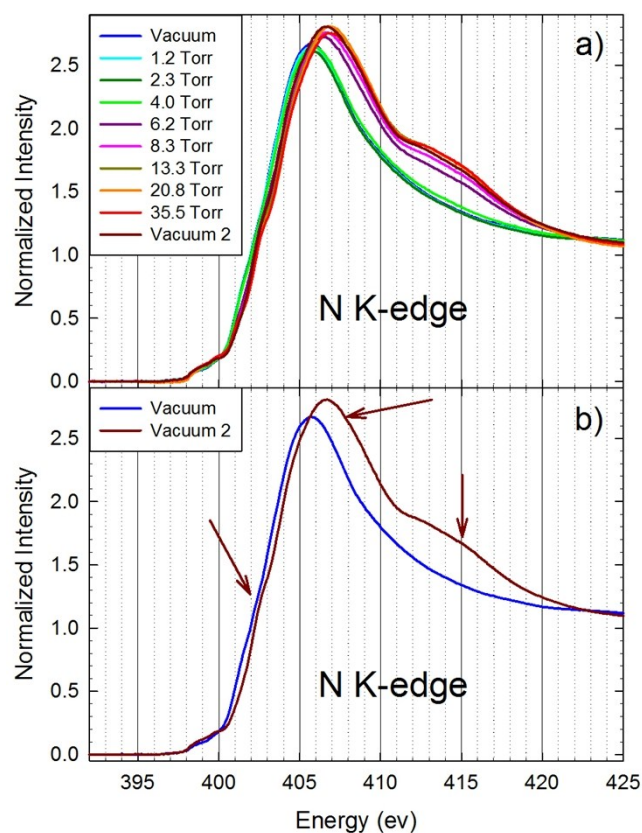 a)
Vacuum
1.2 Torr
2.3 Torr
4.0 Torr
6.2 Torr
8.3 Torr
13.3 Torr
20.8 Torr
35.5 Torr
Vacuum 2
Normalized Intensity
2.5
2.0
1.5
1.0
0.5
0.0
N K-edge
b)
Vacuum
Vacuum 2
Normalized Intensity
2.5
2.0
1.5
1.0
0.5
0.0
N K-edge
395 400 405 410 415 420 425
Energy (ev)